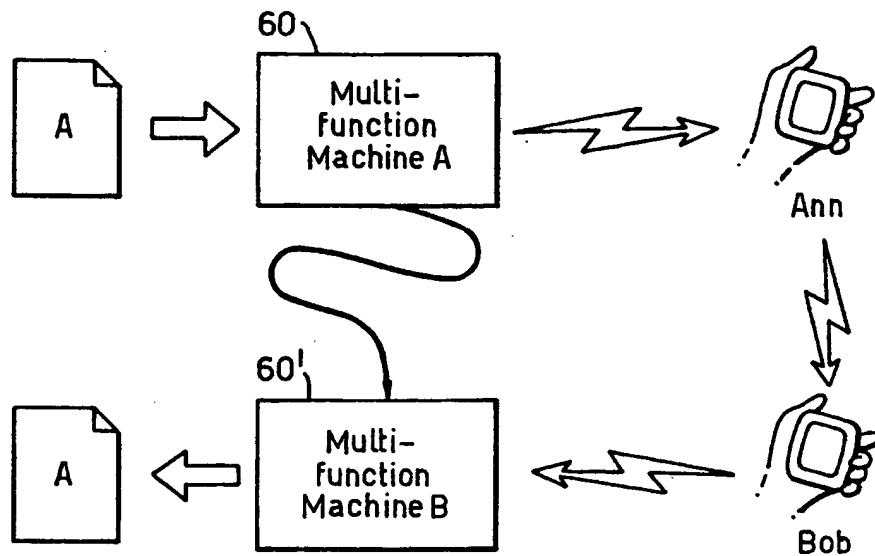 60
A
Multi-
function
Machine A
Ann
60'
A
Multi-
function
Machine B
Bob